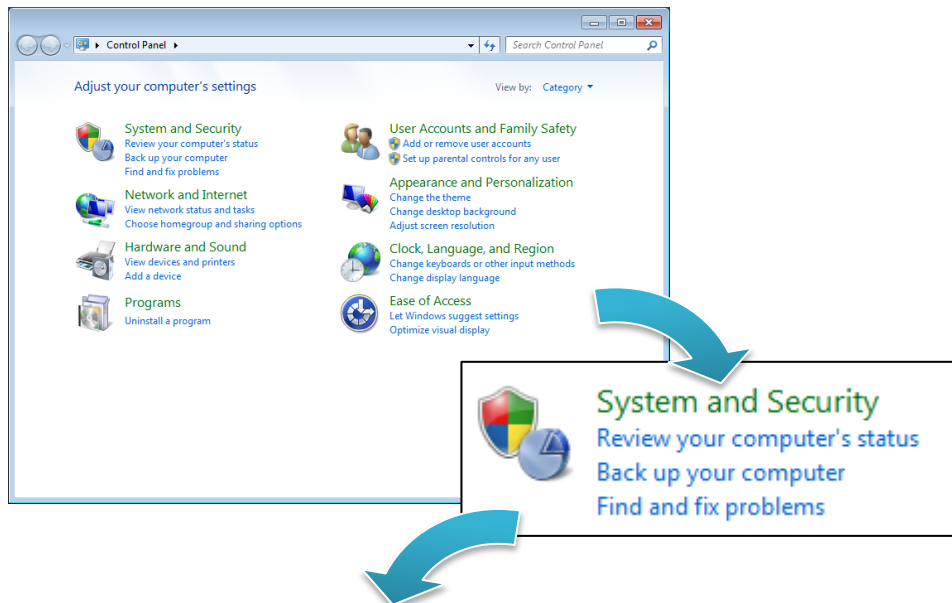 Control Panel
Search Control Panel
Adjust your computer's settings
View by: Category
System and Security
Review your computer's status
Back up your computer
Find and fix problems
Network and Internet
View network status and tasks
Choose homegroup and sharing options
Hardware and Sound
View devices and printers
Add a device
Programs
Uninstall a program
User Accounts and Family Safety
Add or remove user accounts
Set up parental controls for any user
Appearance and Personalization
Change the theme
Change desktop background
Adjust screen resolution
Clock, Language, and Region
Change keyboards or other input methods
Change display language
Ease of Access
Let Windows suggest settings
Optimize visual display
System and Security
Review your computer's status
Back up your computer
Find and fix problems